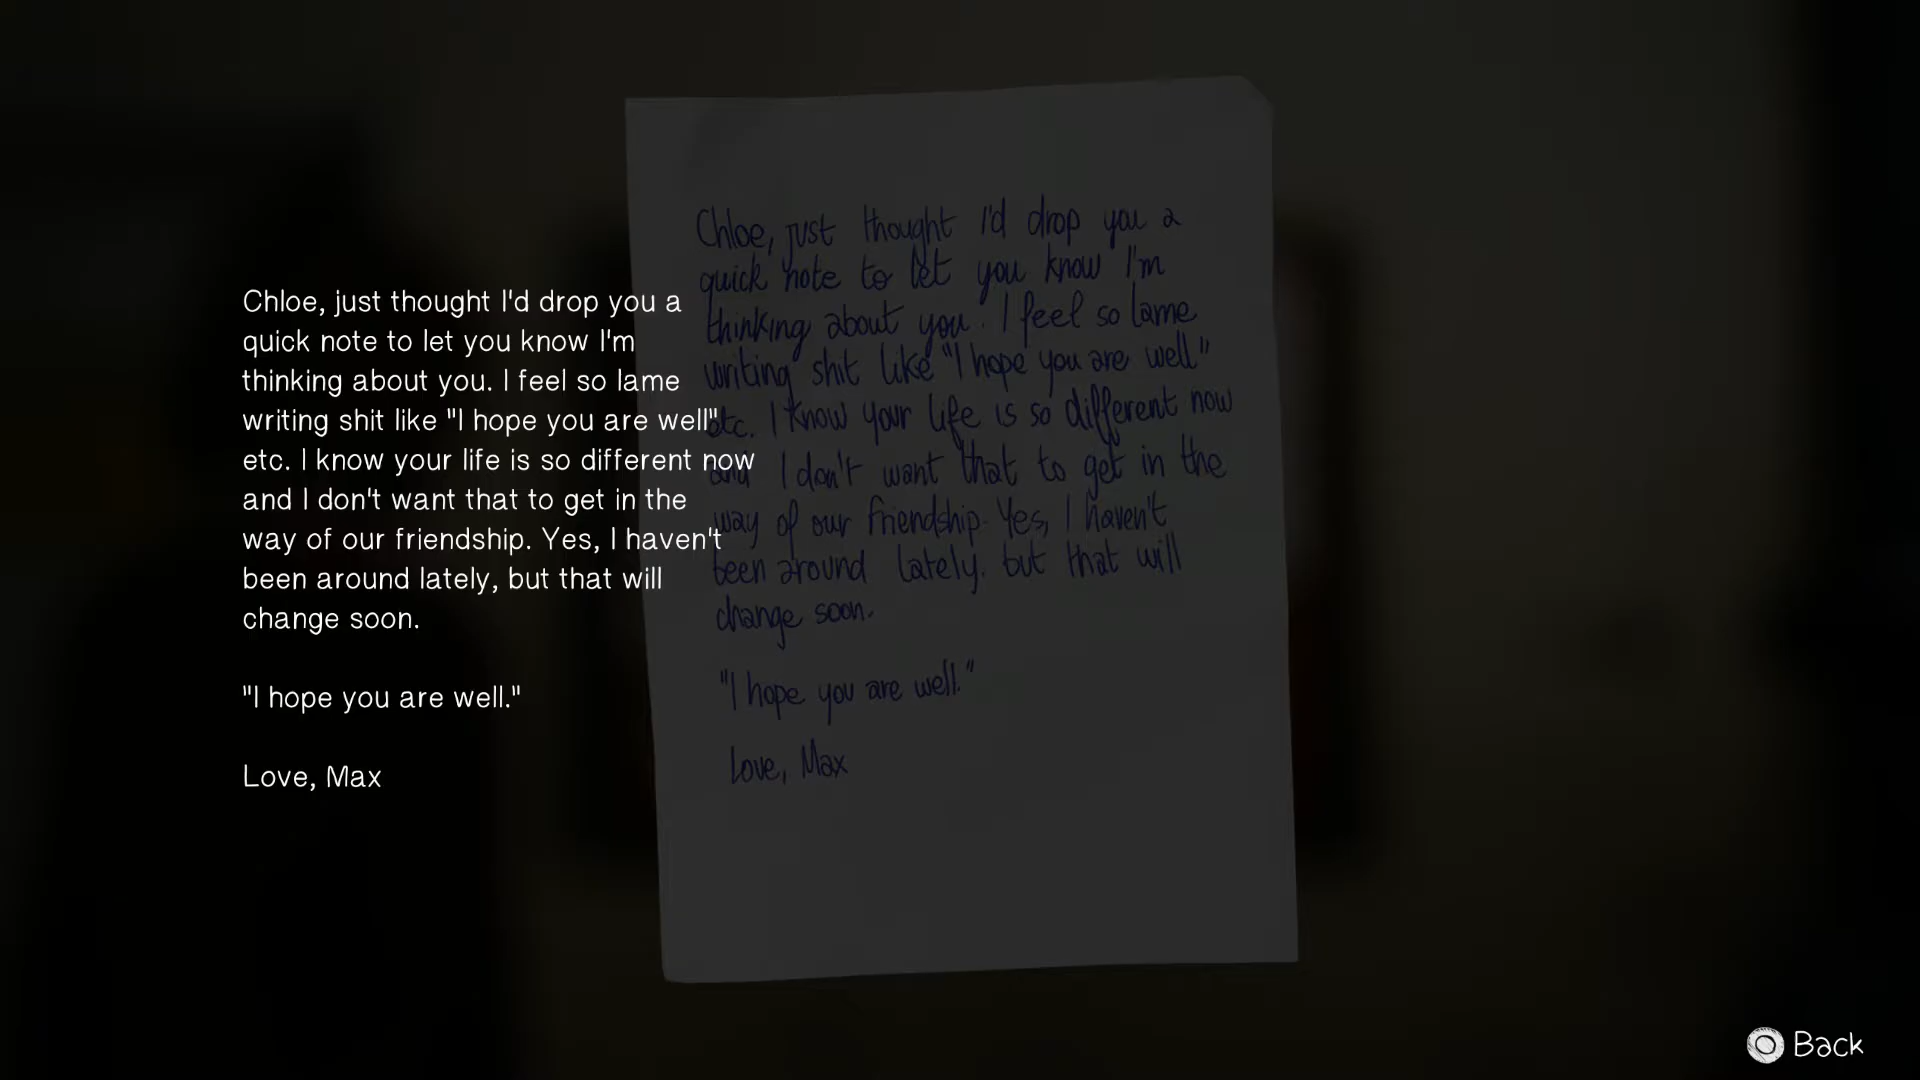 Chloe, just thought I'd drop you a
quick note to let you know I'm
thinking about you. I feel so lame
writing shit like "I hope you are well"
etc. I know your life is so different now
and I don't want that to get in the
way of our friendship. Yes, I haven't
been around lately, but that will
change soon.
"I hope you are well."
Love, Max
Chloe, just thought I'd drop you a
quick note to let you know I'm
thinking about you. I feel so lame
writing shit like "I hope you are well"
etc. I know your life is so different now
and I don't want that to get in the
way of our friendship. Yes, I haven't
been around lately. but that will
change soon.
"I hope you are well."
Love, Max
Back